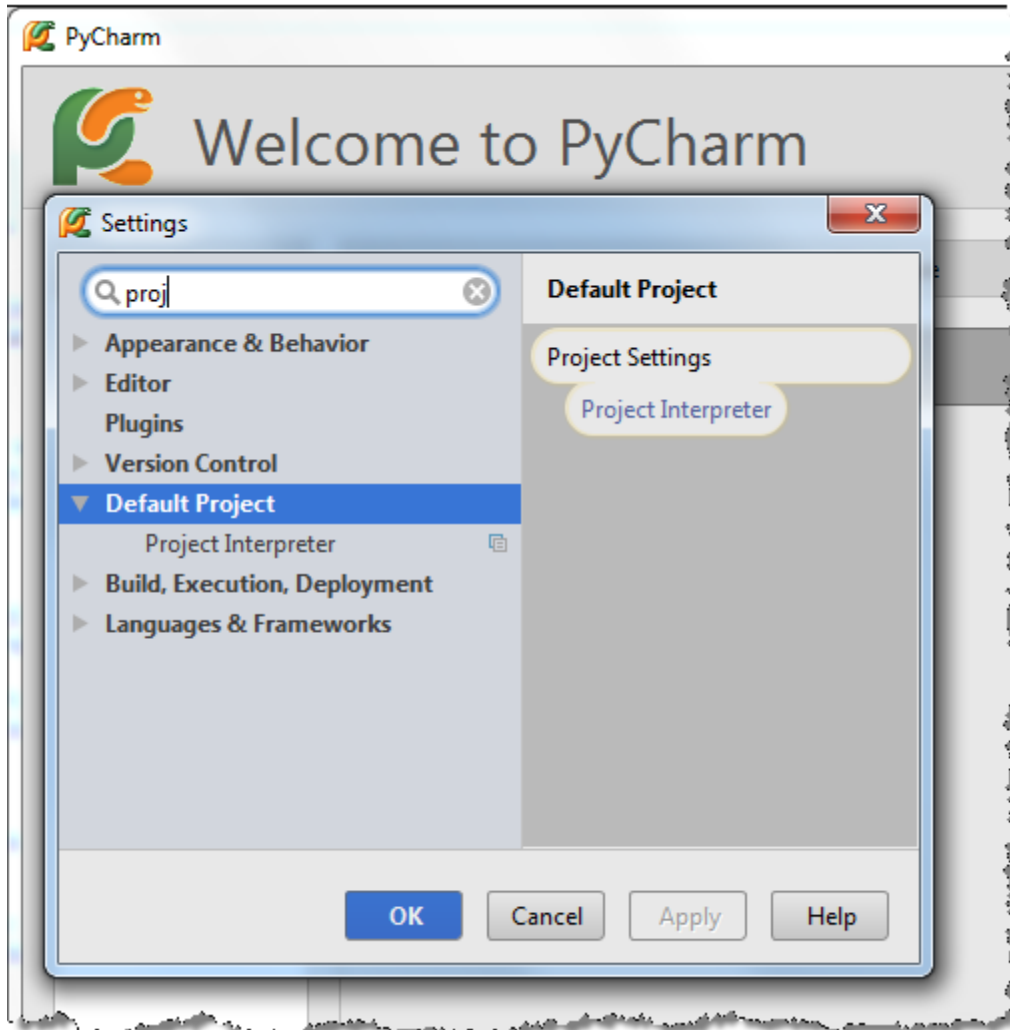 PyCharm
Welcome to PyCharm
Settings
proj
Appearance & Behavior
Editor
Plugins
Version Control
Default Project
Project Interpreter
Build, Execution, Deployment
Languages & Frameworks
Default Project
Project Settings
Project Interpreter
OK
Cancel
Apply
Help